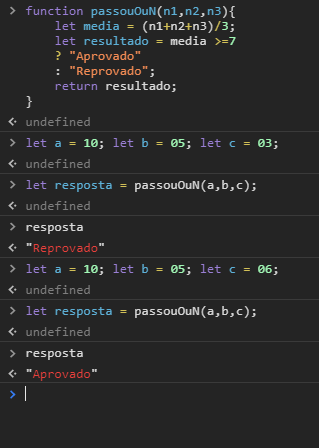 function passouOuN(n1,n2,n3){
let media = (n1+n2+n3)/3;
let resultado = media >=7
? "Aprovado"
: "Reprovado";
return resultado;
}
undefined
let a = 10; let b = 05; let c = 03;
undefined
let resposta = passouOuN(a,b,c);
undefined
resposta
"Reprovado"
let a = 10; let b = 05; let c = 06;
undefined
let resposta = passouOuN(a,b,c);
undefined
resposta
"Aprovado"